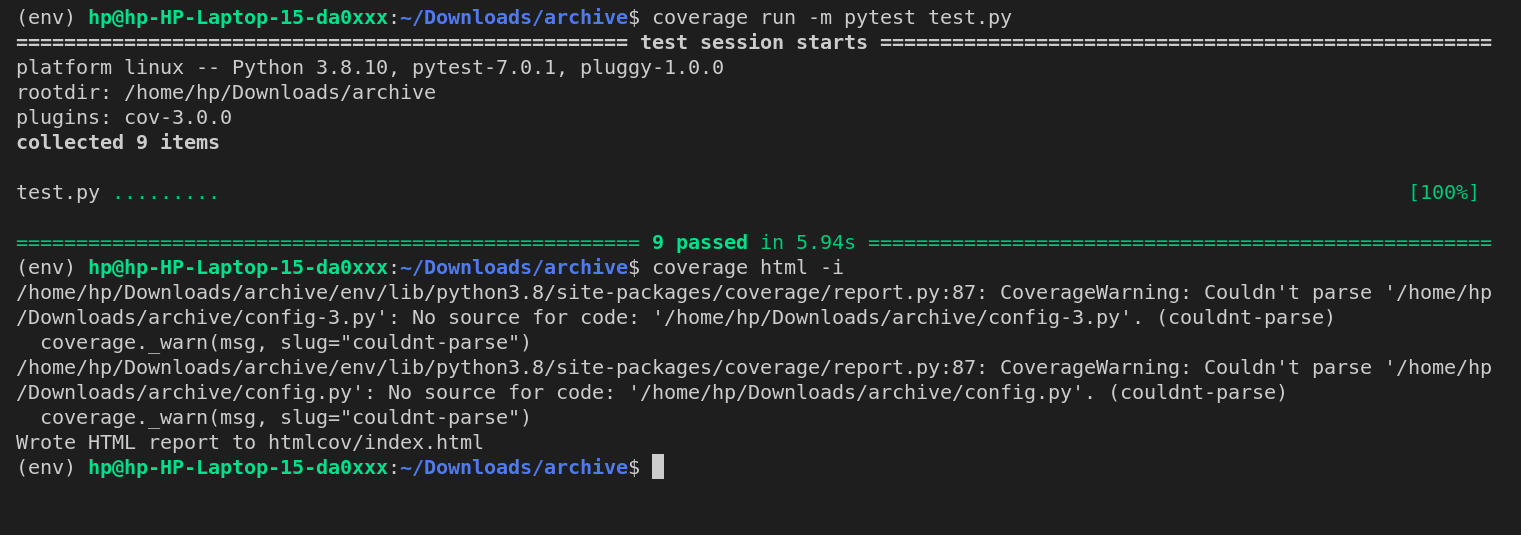 (env) hp@hp-HP-Laptop-15-da0xxx:~/Downloads/archive$ coverage run -m pytest test.py
=================================================== test session starts ===================================================
platform linux -- Python 3.8.10, pytest-7.0.1, pluggy-1.0.0
rootdir: /home/hp/Downloads/archive
plugins: cov-3.0.0
collected 9 items
test.py ......... [100%]
==================================================== 9 passed in 5.94s ====================================================
(env) hp@hp-HP-Laptop-15-da0xxx:~/Downloads/archive$ coverage html -i
/home/hp/Downloads/archive/env/lib/python3.8/site-packages/coverage/report.py:87: CoverageWarning: Couldn't parse '/home/hp
/Downloads/archive/config-3.py': No source for code: '/home/hp/Downloads/archive/config-3.py'. (couldnt-parse)
  coverage._warn(msg, slug="couldnt-parse")
/home/hp/Downloads/archive/env/lib/python3.8/site-packages/coverage/report.py:87: CoverageWarning: Couldn't parse '/home/hp
/Downloads/archive/config.py': No source for code: '/home/hp/Downloads/archive/config.py'. (couldnt-parse)
  coverage._warn(msg, slug="couldnt-parse")
Wrote HTML report to htmlcov/index.html
(env) hp@hp-HP-Laptop-15-da0xxx:~/Downloads/archive$